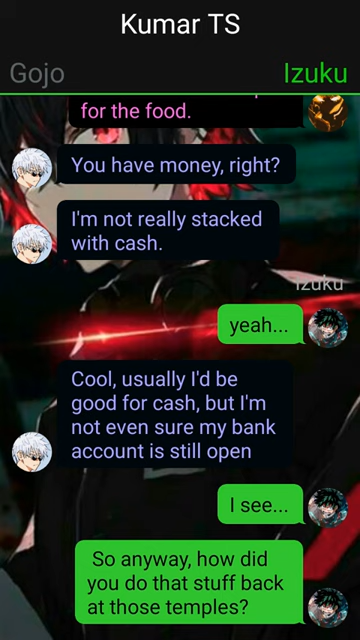 Kumar TS
Gojo
Izuku
for the food.
You have money, right?
I'm not really stacked
with cash.
Izuku
yeah...
Cool, usually I'd be
good for cash, but I'm
not even sure my bank
account is still open
I see...
So anyway, how did
you do that stuff back
at those temples?